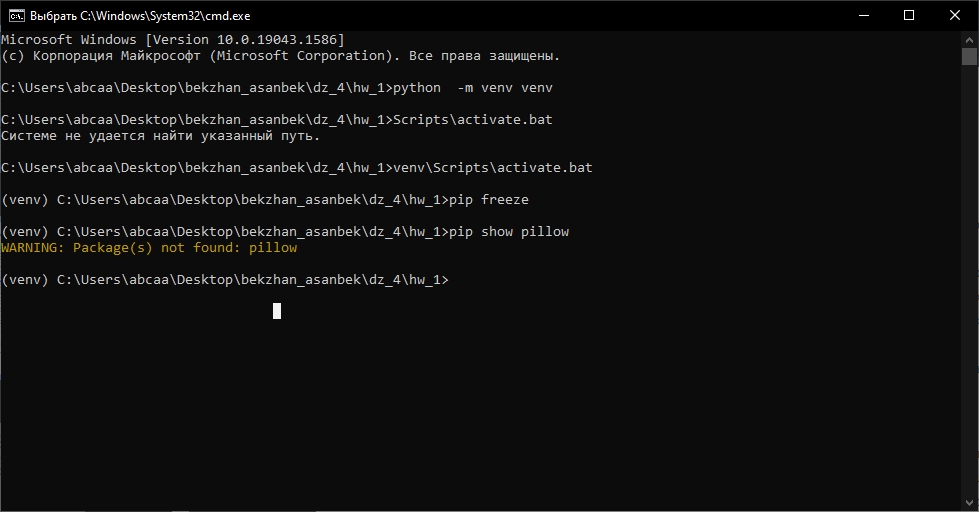 Выбрать C:\Windows\System32\cmd.exe
Microsoft Windows [Version 10.0.19043.1586]
(c) Корпорация Майкрософт (Microsoft Corporation). Все права защищены.
C:\Users\abcaa\Desktop\bekzhan_asanbek\dz_4\hw_1>python  -m venv venv
C:\Users\abcaa\Desktop\bekzhan_asanbek\dz_4\hw_1>Scripts\activate.bat
Системе не удается найти указанный путь.
C:\Users\abcaa\Desktop\bekzhan_asanbek\dz_4\hw_1>venv\Scripts\activate.bat
(venv) C:\Users\abcaa\Desktop\bekzhan_asanbek\dz_4\hw_1>pip freeze
(venv) C:\Users\abcaa\Desktop\bekzhan_asanbek\dz_4\hw_1>pip show pillow
WARNING: Package(s) not found: pillow
(venv) C:\Users\abcaa\Desktop\bekzhan_asanbek\dz_4\hw_1>